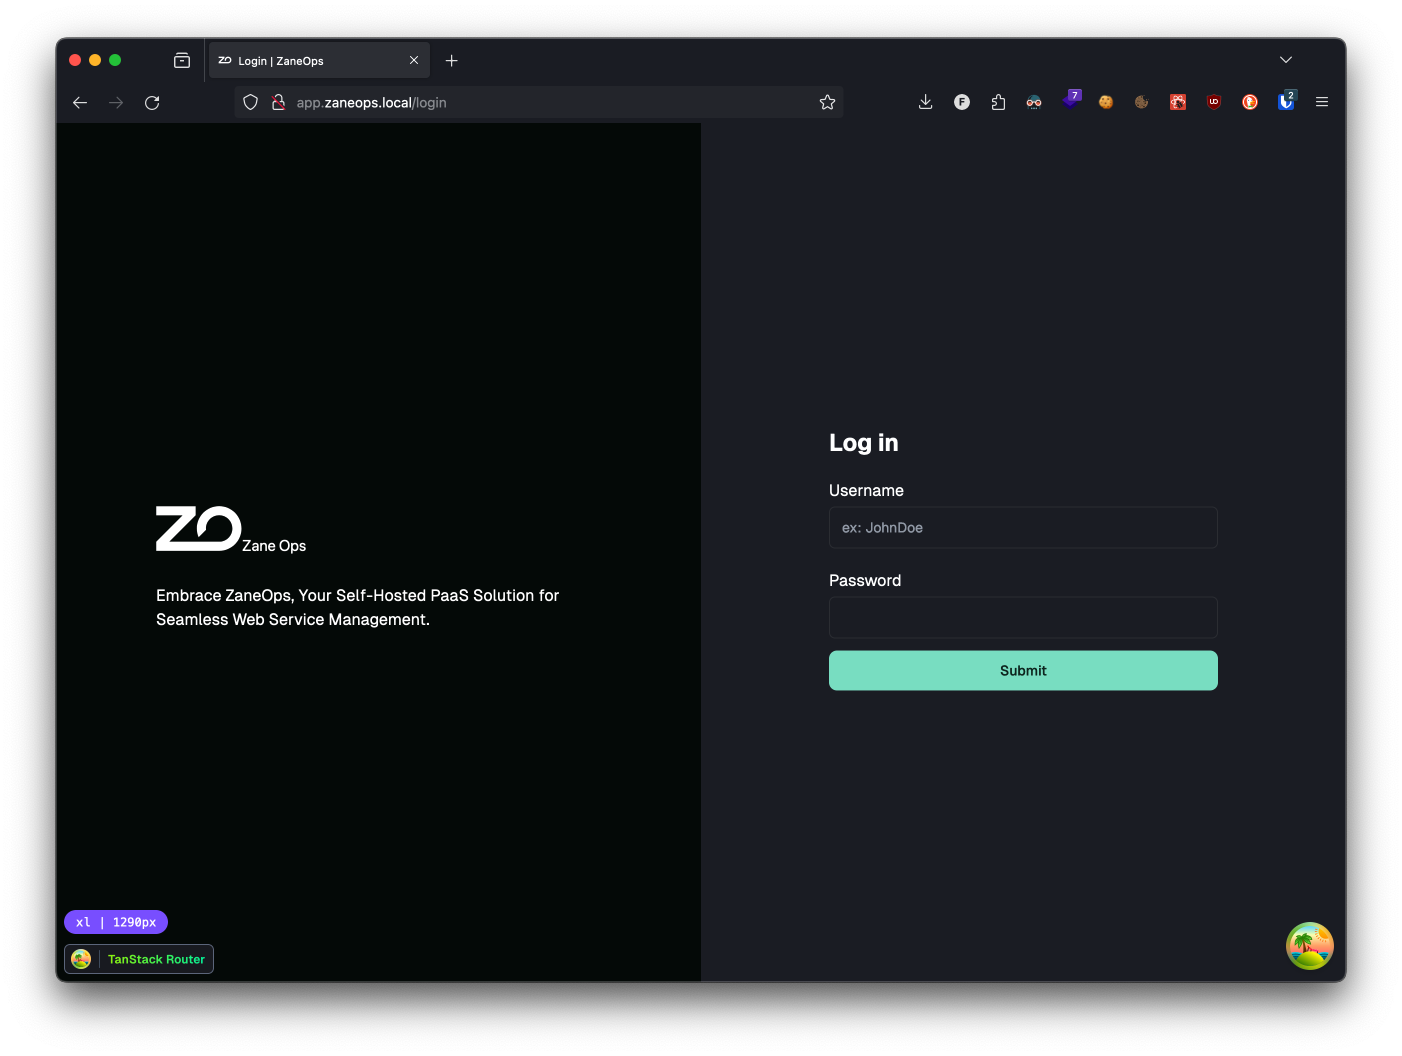 Login | ZaneOps
app.zaneops.local/login
F
7
UD
2
ZO
Zane Ops
Embrace ZaneOps, Your Self-Hosted PaaS Solution for
Seamless Web Service Management.
Log in
Username
ex: JohnDoe
Password
Submit
xl | 1290px
TanStack Router